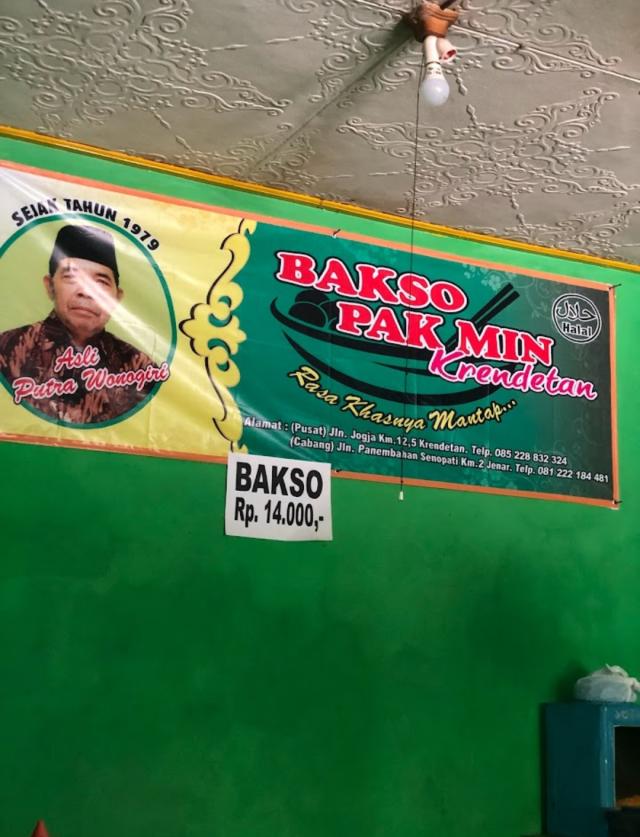 SEJAK TAHUN 1979
Asli
Putra Wonogiri
BAKSO
PAK MIN
Krendetan
Rasa Khasnya Mantap...
حلال
Halal
Alamat : (Pusat) Jln. Jogja Km.12,5 Krendetan. Telp. 085 228 832 324
(Cabang) Jln. Panembahan Senopati Km.2 Jenar. Telp. 081 222 184 481
BAKSO
Rp. 14.000,-